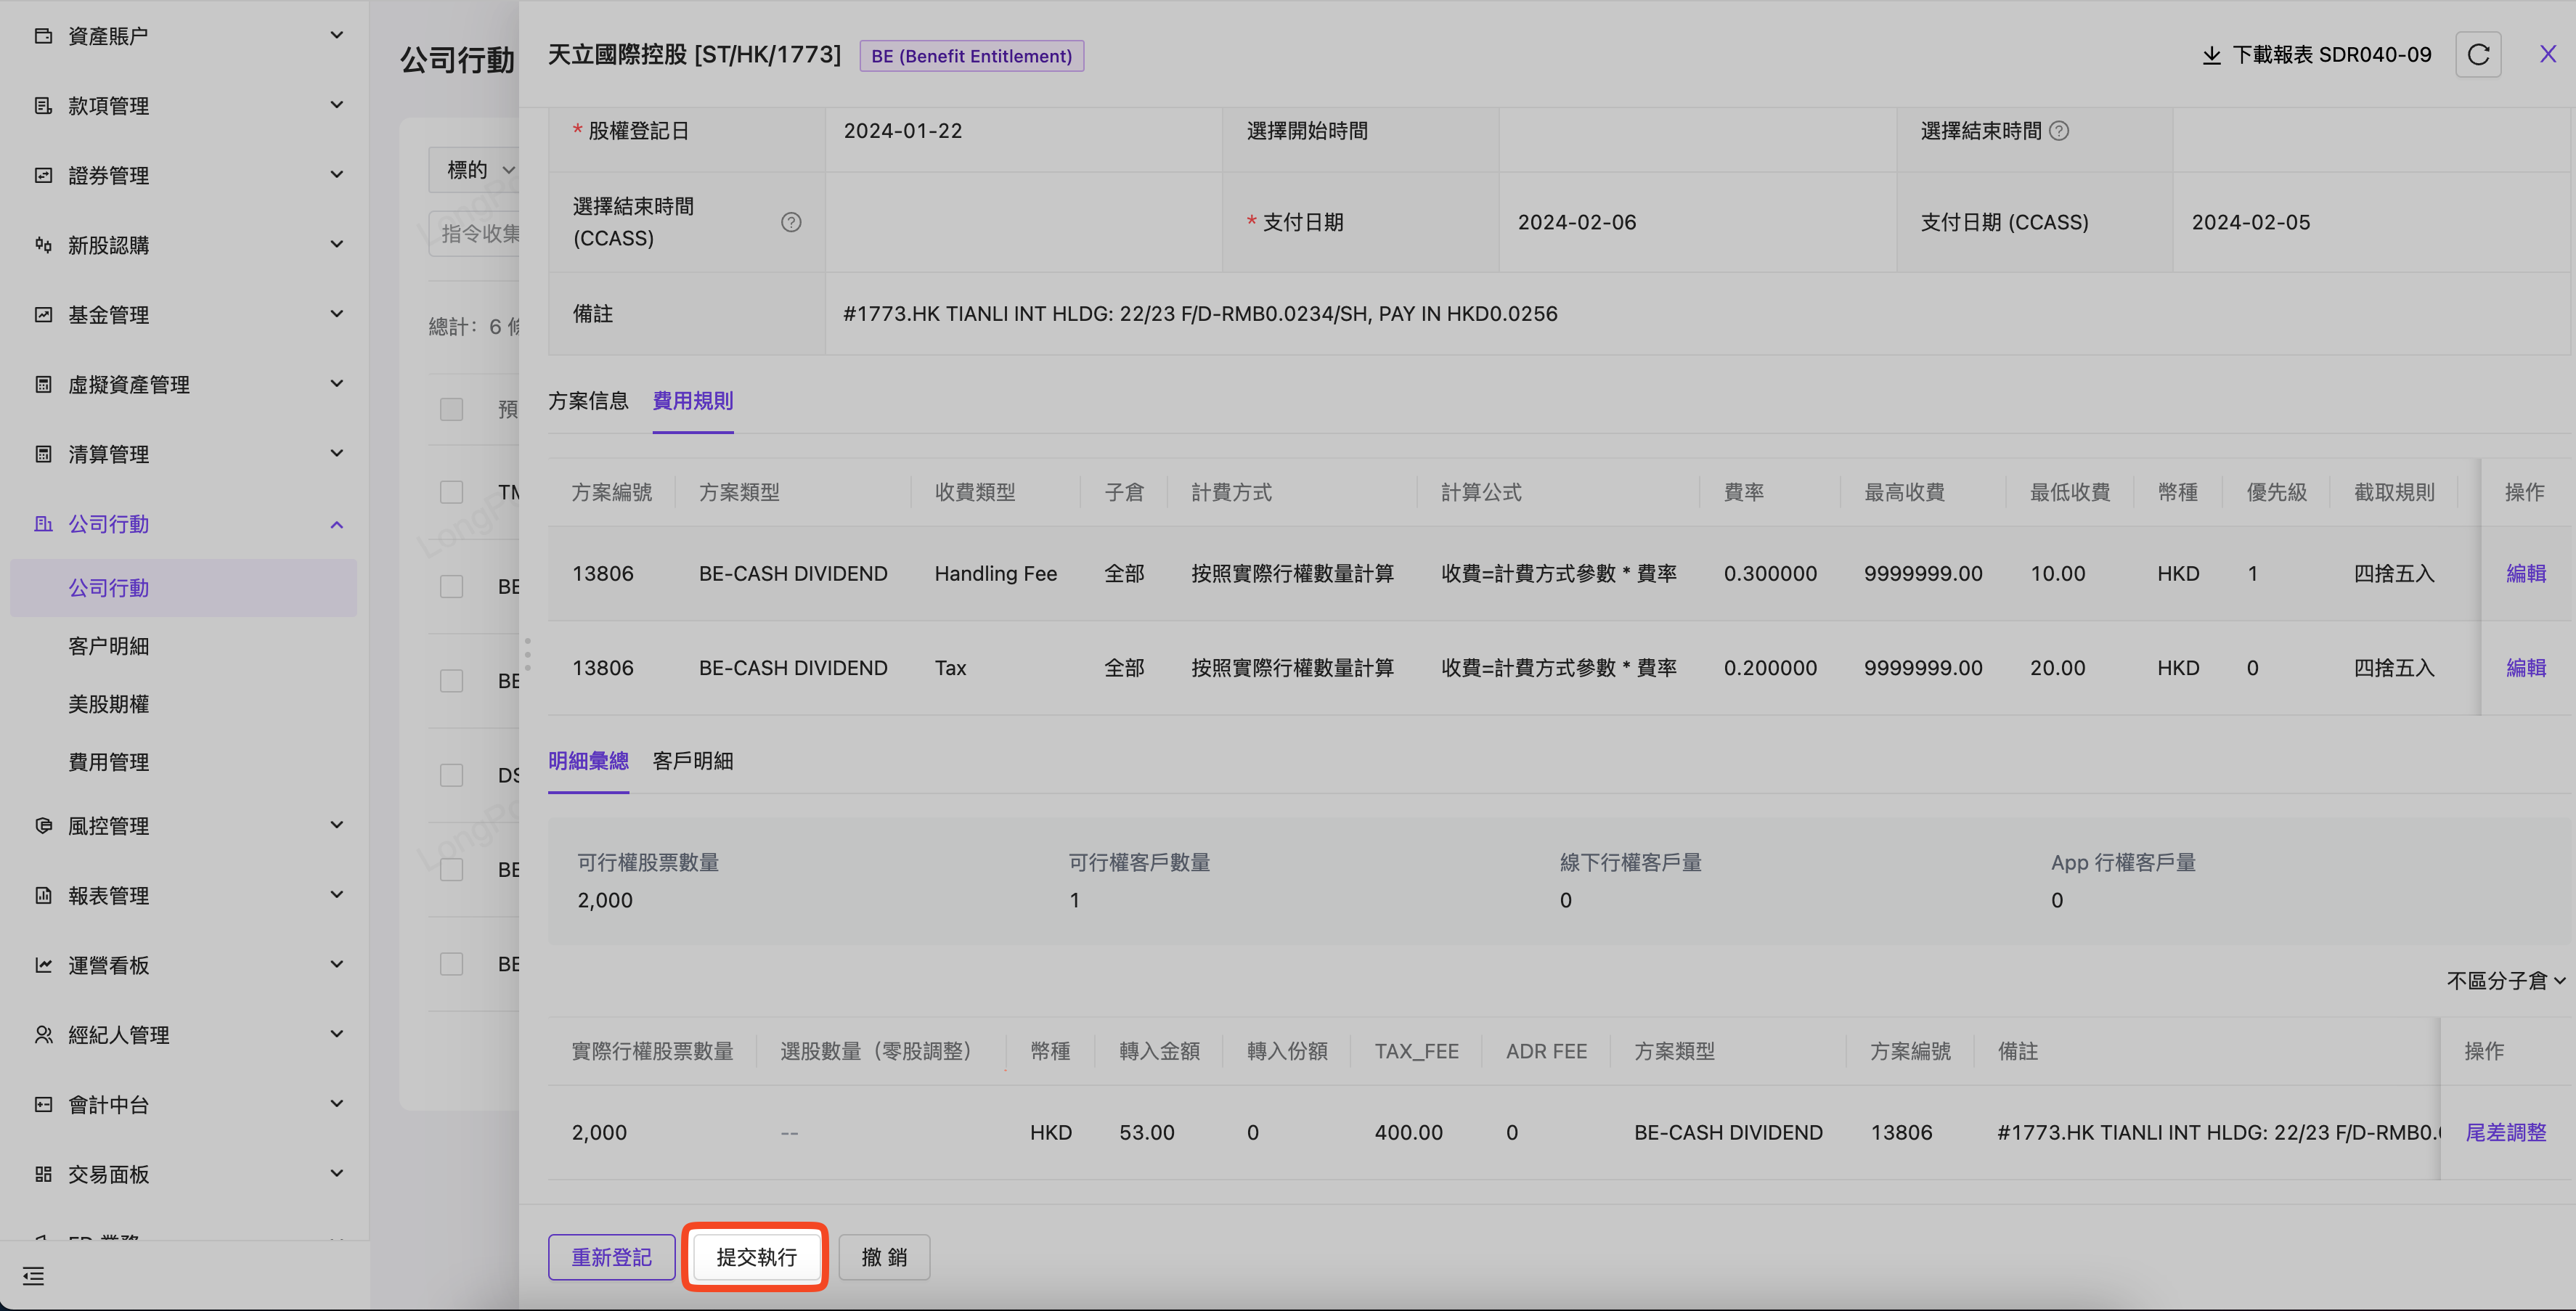 資產賬户
款項管理
證券管理
新股認購
基金管理
虛擬資產管理
清算管理
公司行動
公司行動
客户明細
美股期權
費用管理
風控管理
報表管理
運營看板
經紀人管理
會計中台
交易面板
公司行動
標的
指令收集
總計：6 條
預
TM
BE
BE
DS
BE
BE
LongPo
LongPo
LongPo
天立國際控股 [ST/HK/1773] BE (Benefit Entitlement) 下載報表 SDR040-09
* 股權登記日 2024-01-22 選擇開始時間 選擇結束時間
選擇結束時間
(CCASS) * 支付日期 2024-02-06 支付日期 (CCASS) 2024-02-05
備註 #1773.HK TIANLI INT HLDG: 22/23 F/D-RMB0.0234/SH, PAY IN HKD0.0256
方案信息 費用規則
方案編號 方案類型 收費類型 子倉 計費方式 計算公式 費率 最高收費 最低收費 幣種 優先級 截取規則 操作
13806 BE-CASH DIVIDEND Handling Fee 全部 按照實際行權數量計算 收費=計費方式參數 * 費率 0.300000 9999999.00 10.00 HKD 1 四捨五入 編輯
13806 BE-CASH DIVIDEND Tax 全部 按照實際行權數量計算 收費=計費方式參數 * 費率 0.200000 9999999.00 20.00 HKD 0 四捨五入 編輯
明細彙總 客戶明細
可行權股票數量 可行權客戶數量 線下行權客戶量 App 行權客戶量
2,000 1 0 0
不區分子倉
實際行權股票數量 選股數量（零股調整） 幣種 轉入金額 轉入份額 TAX_FEE ADR FEE 方案類型 方案編號 備註 操作
2,000 -- HKD 53.00 0 400.00 0 BE-CASH DIVIDEND 13806 #1773.HK TIANLI INT HLDG: 22/23 F/D-RMB0. 尾差調整
重新登記 提交執行 撤 銷